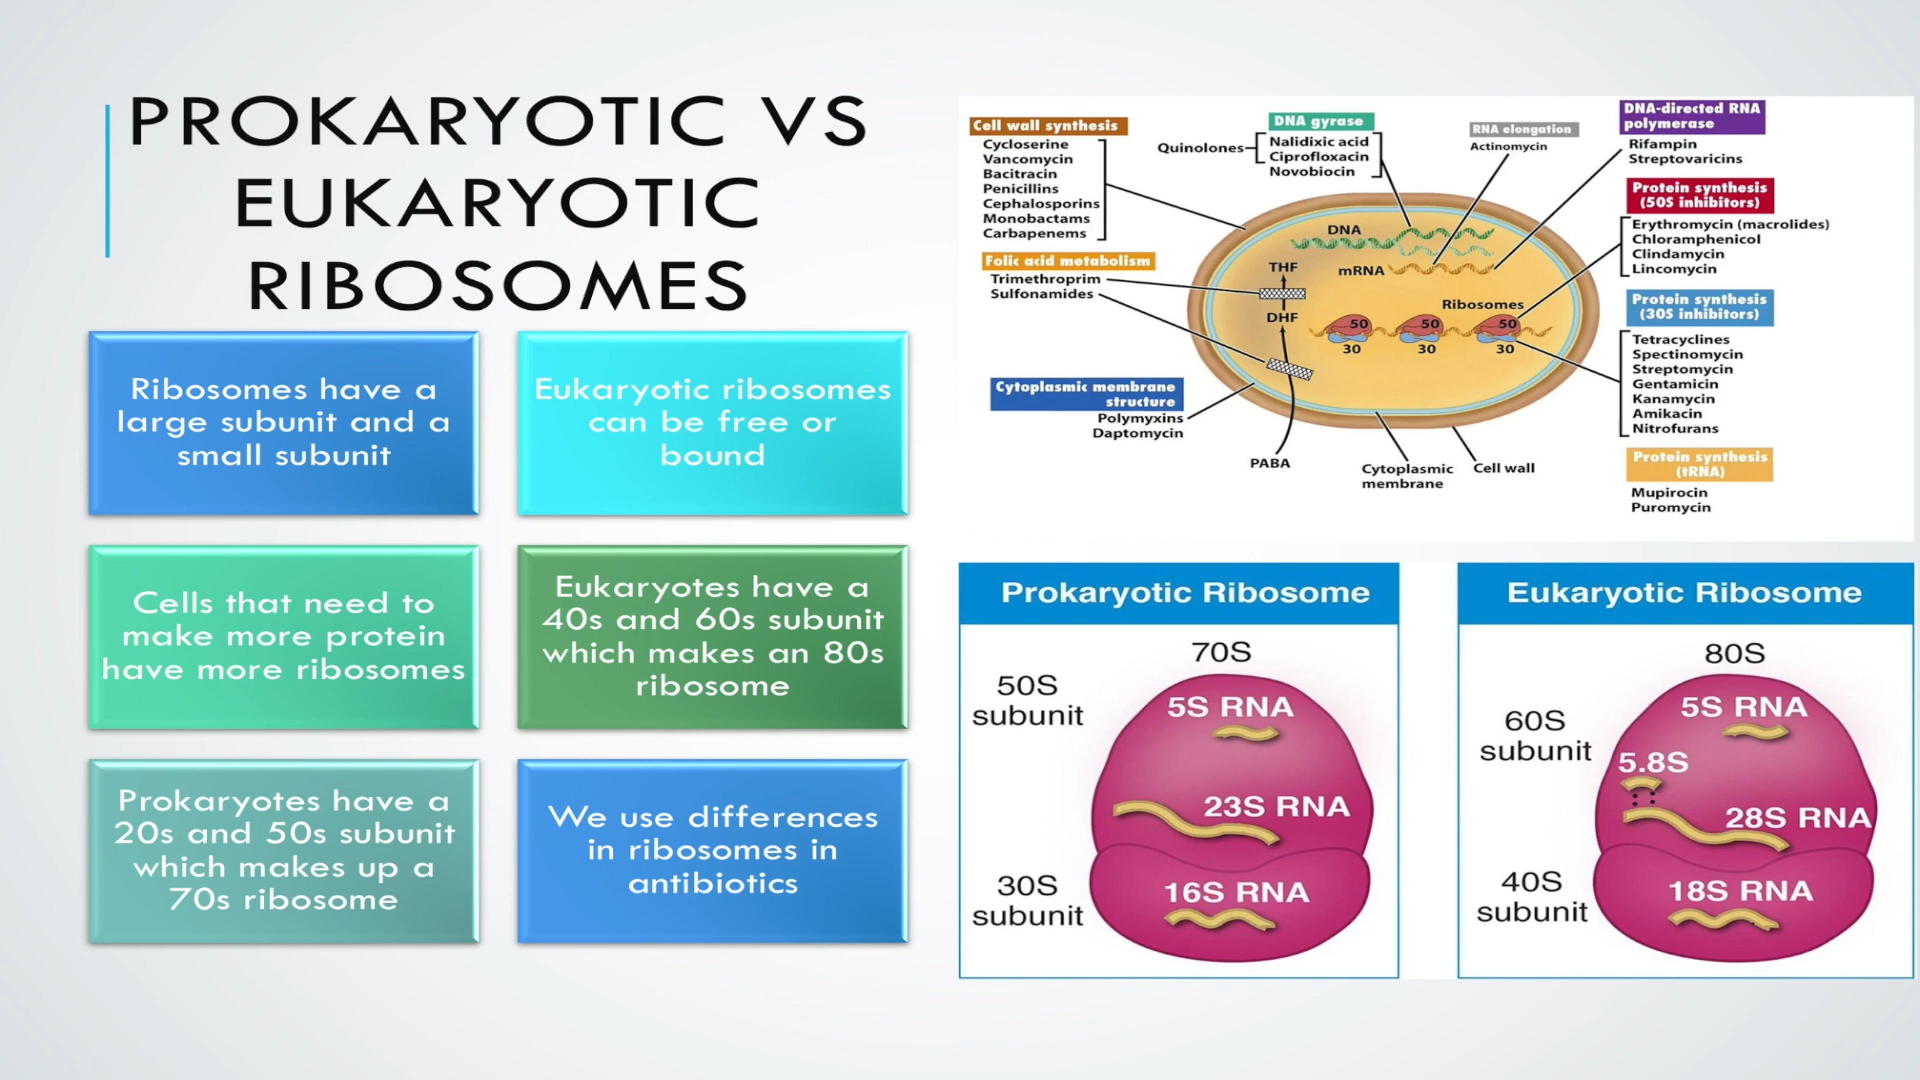 PROKARYOTIC VS
EUKARYOTIC
RIBOSOMES
Ribosomes have a
large subunit and a
small subunit
Eukaryotic ribosomes
can be free or
bound
Cells that need to
make more protein
have more ribosomes
Eukaryotes have a
40s and 60s subunit
which makes an 80s
ribosome
Prokaryotes have a
20s and 50s subunit
which makes up a
70s ribosome
We use differences
in ribosomes in
antibiotics
Cell wall synthesis
Cycloserine
Vancomycin
Bacitracin
Penicillins
Cephalosporins
Monobactams
Carbapenems
Folic acid metabolism
Trimethroprim
Sulfonamides
Cytoplasmic membrane
structure
Polymyxins
Daptomycin
Quinolones
DNA gyrase
Nalidixic acid
Ciprofloxacin
Novobiocin
RNA elongation
Actinomycin
DNA-directed RNA
polymerase
Rifampin
Streptovaricins
Protein synthesis
(50S inhibitors)
Erythromycin (macrolides)
Chloramphenicol
Clindamycin
Lincomycin
Protein synthesis
(30S inhibitors)
Tetracyclines
Spectinomycin
Streptomycin
Gentamicin
Kanamycin
Amikacin
Nitrofurans
Protein synthesis
(tRNA)
Mupirocin
Puromycin
DNA
THF
mRNA
Ribosomes
DHF
50 50 50
30 30 30
PABA
Cytoplasmic
membrane
Cell wall
Prokaryotic Ribosome
70S
50S
subunit
5S RNA
23S RNA
30S
subunit
16S RNA
Eukaryotic Ribosome
80S
60S
subunit
5S RNA
5.8S
28S RNA
40S
subunit
18S RNA